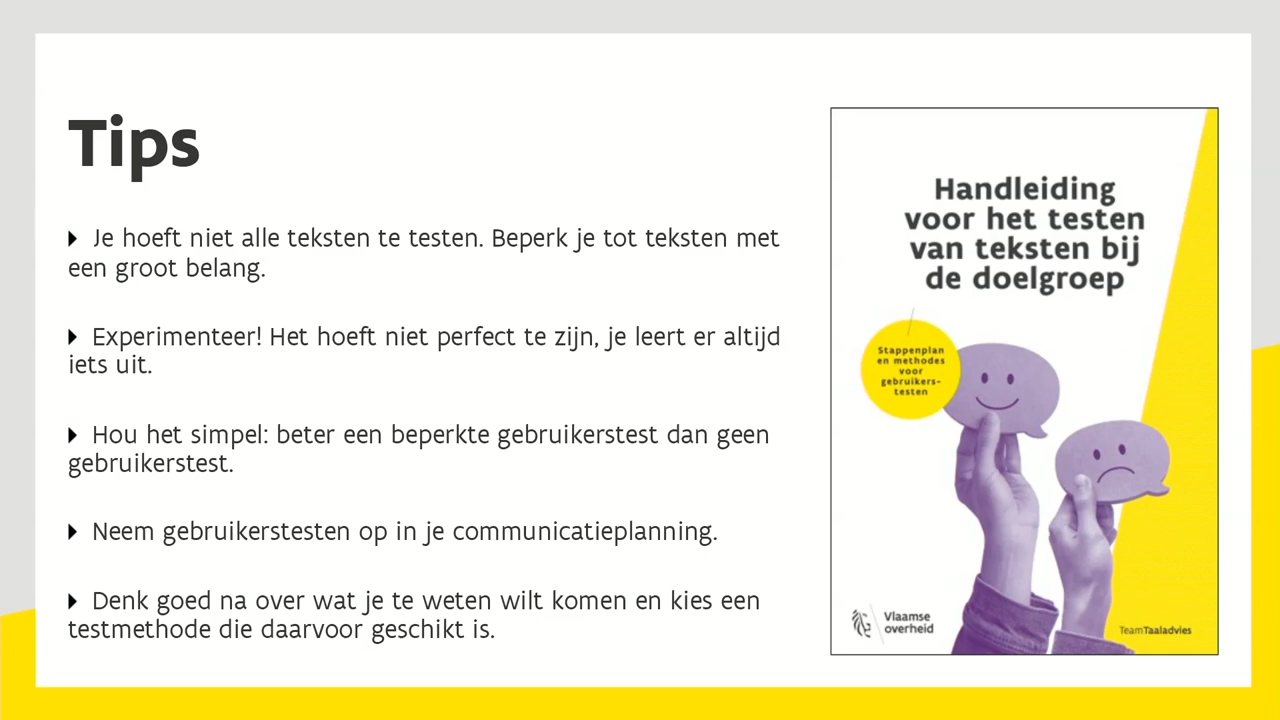 Tips
Je hoeft niet alle teksten te testen. Beperk je tot teksten met
een groot belang.
Experimenteer! Het hoeft niet perfect te zijn, je leert er altijd
iets uit.
Hou het simpel: beter een beperkte gebruikerstest dan geen
gebruikerstest.
Neem gebruikerstesten op in je communicatieplanning.
Denk goed na over wat je te weten wilt komen en kies een
testmethode die daarvoor geschikt is.
Handleiding
voor het testen
van teksten bij
de doelgroep
Stappenplan
en methodes
voor
gebruikers-
testen
Vlaamse
overheid
TeamTaaladvies